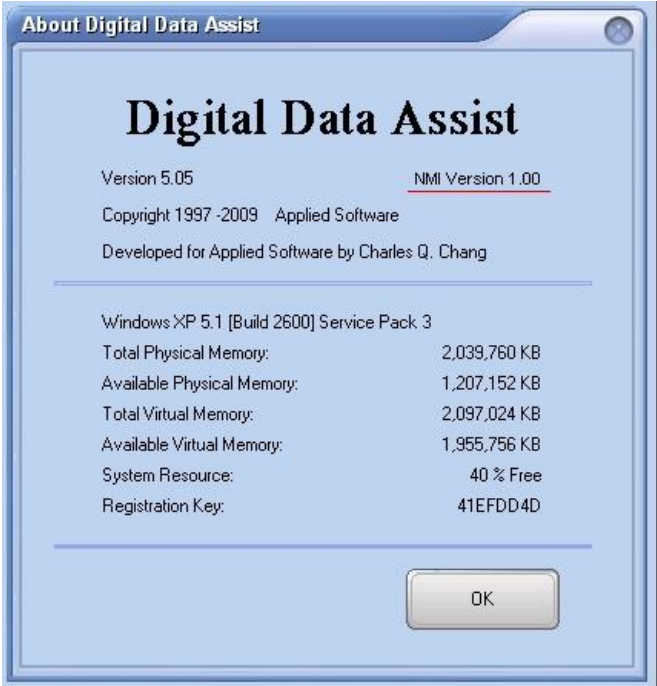 About Digital Data Assist
Digital Data Assist
Version 5.05 NMI Version 1.00
Copyright 1997 -2009 Applied Software
Developed for Applied Software by Charles Q. Chang
Windows XP 5.1 [Build 2600] Service Pack 3
Total Physical Memory: 2,039,760 KB
Available Physical Memory: 1,207,152 KB
Total Virtual Memory: 2,097,024 KB
Available Virtual Memory: 1,955,756 KB
System Resource: 40 % Free
Registration Key: 41EFDD4D
OK